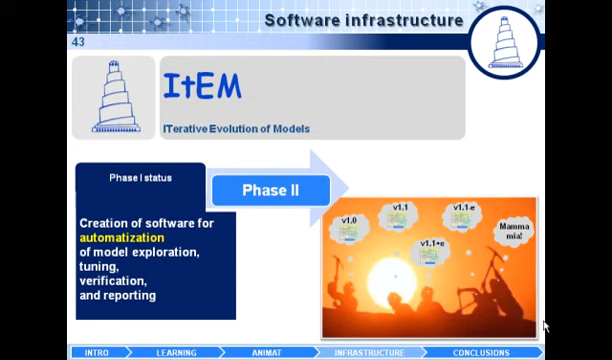 Software infrastructure
43
ItEM
ITerative Evolution of Models
Phase I status
Phase II
Creation of software for
automatization
of model exploration,
tuning,
verification,
and reporting
v1.0
v1.1
v1.1-e
v1.1+e
Mamma
mia!
INTRO
LEARNING
ANIMAT
INFRASTRUCTURE
CONCLUSIONS